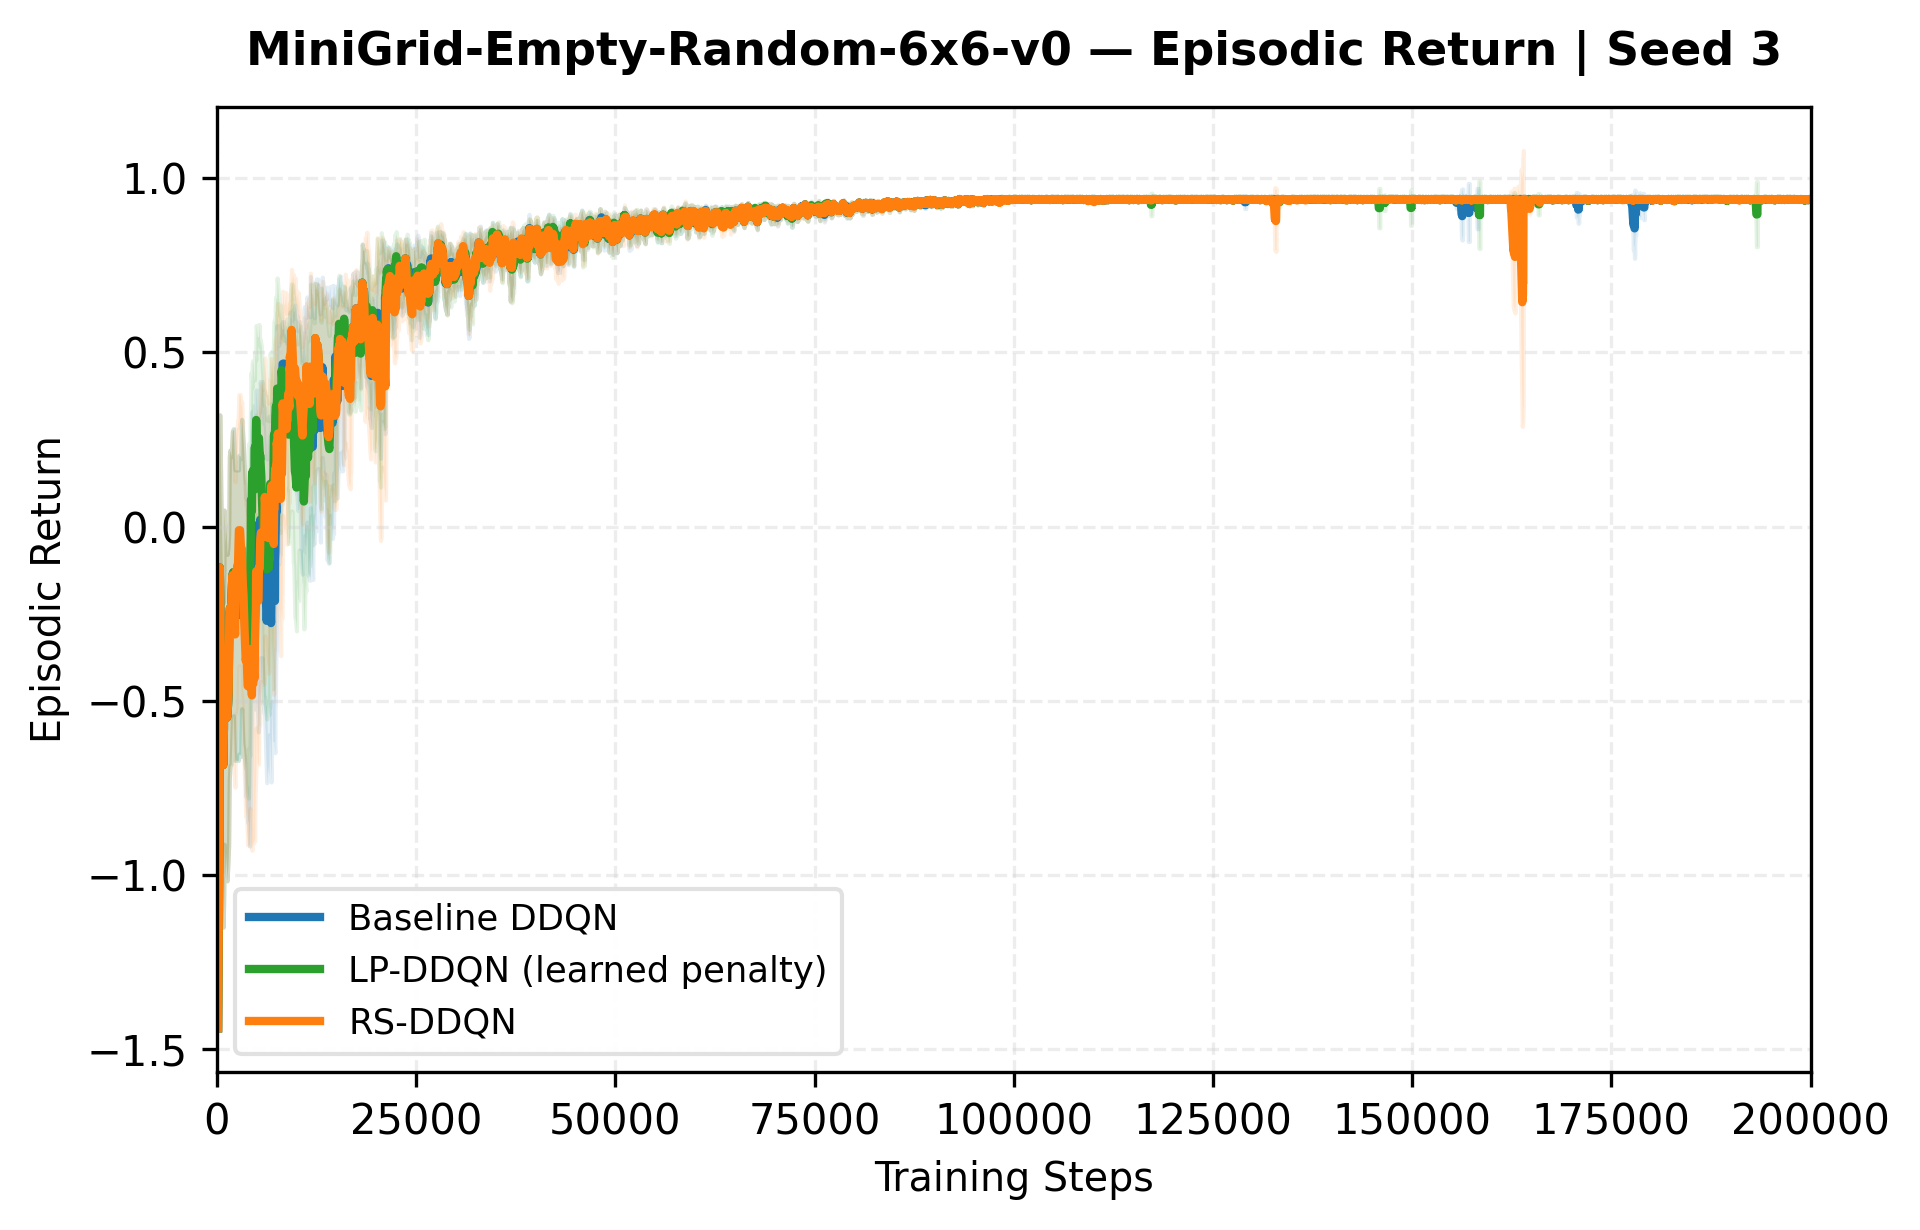 MiniGrid-Empty-Random-6x6-v0 — Episodic Return | Seed 3
Episodic Return
1.0
0.5
0.0
−0.5
−1.0
−1.5
Baseline DDQN
LP-DDQN (learned penalty)
RS-DDQN
0 25000 50000 75000 100000 125000 150000 175000 200000
Training Steps